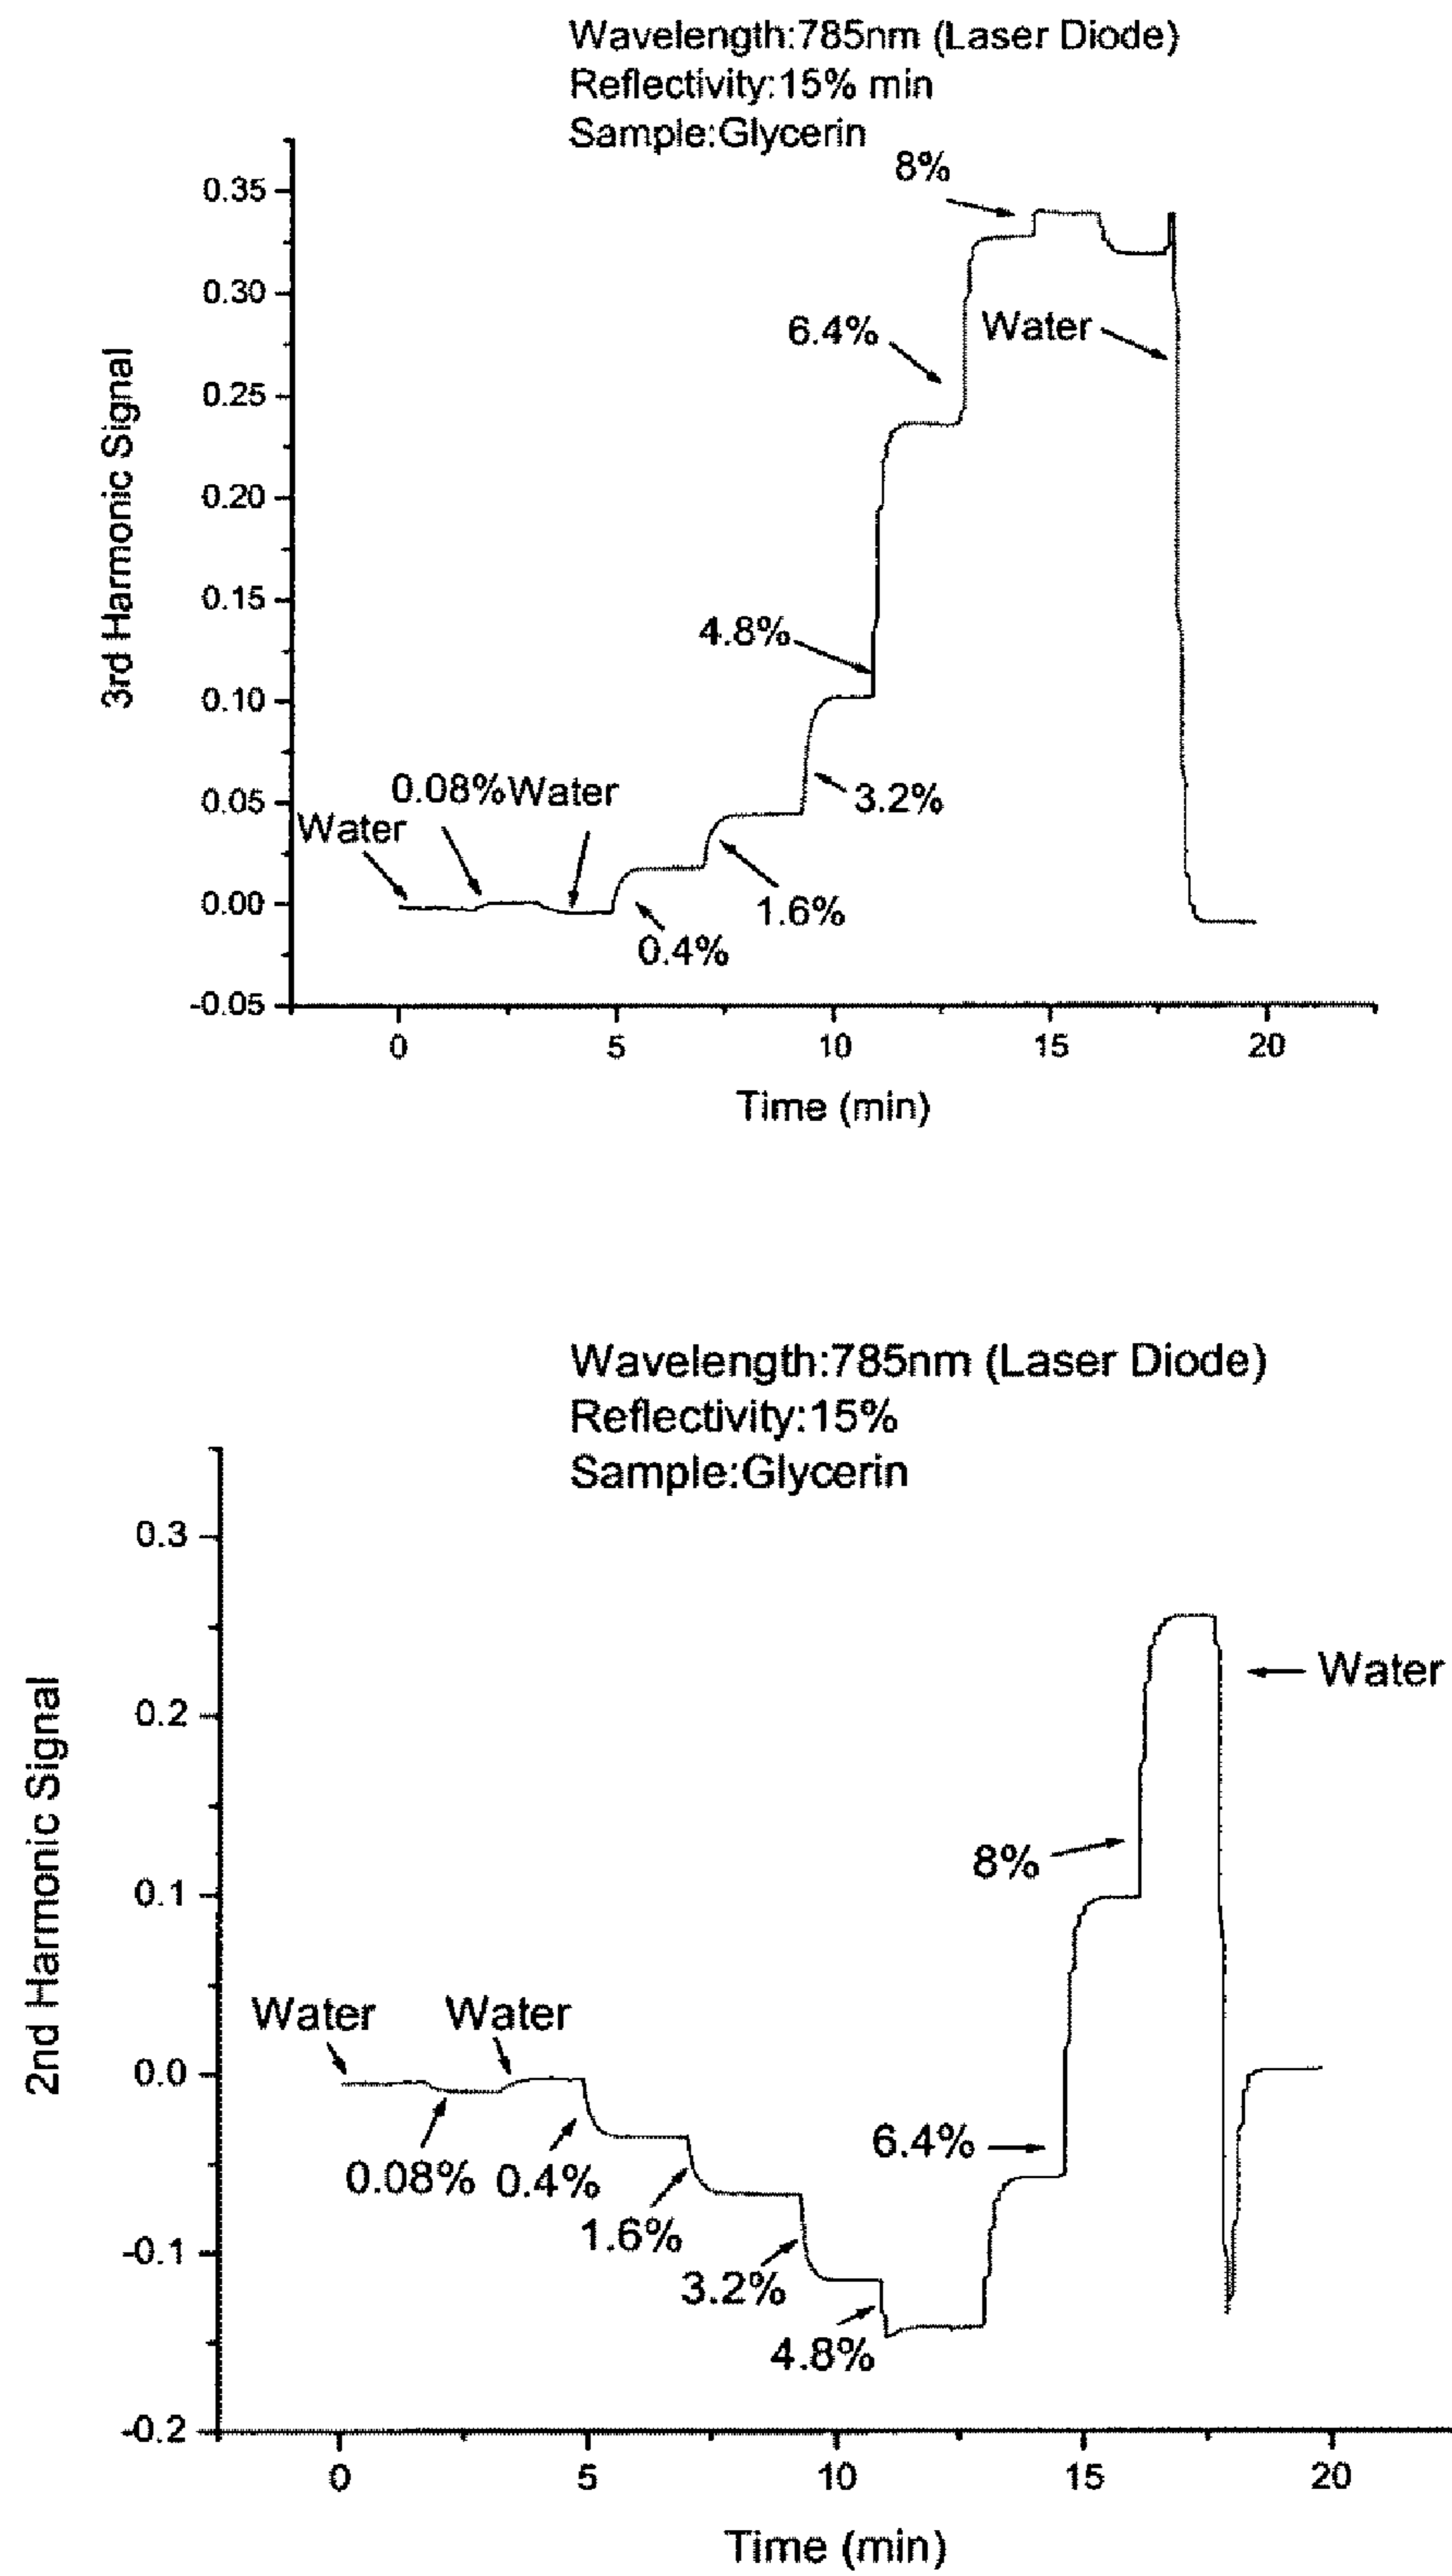 Wavelength:785nm (Laser Diode)
Reflectivity:15% min
Sample:Glycerin
8%
0.35
0.30
6.4%
Water
0.25
3rd Harmonic Signal
0.20
0.15
4.8%
0.10
0.08%Water
0.05
3.2%
Water
0.00
1.6%
0.4%
-0.05
0 5 10 15 20
Time (min)
Wavelength:785nm (Laser Diode)
Reflectivity:15%
Sample:Glycerin
0.3
Water
0.2
2nd Harmonic Signal
8%
0.1
Water Water
0.0
6.4%
0.08% 0.4%
1.6%
-0.1
3.2%
4.8%
-0.2
0 5 10 15 20
Time (min)